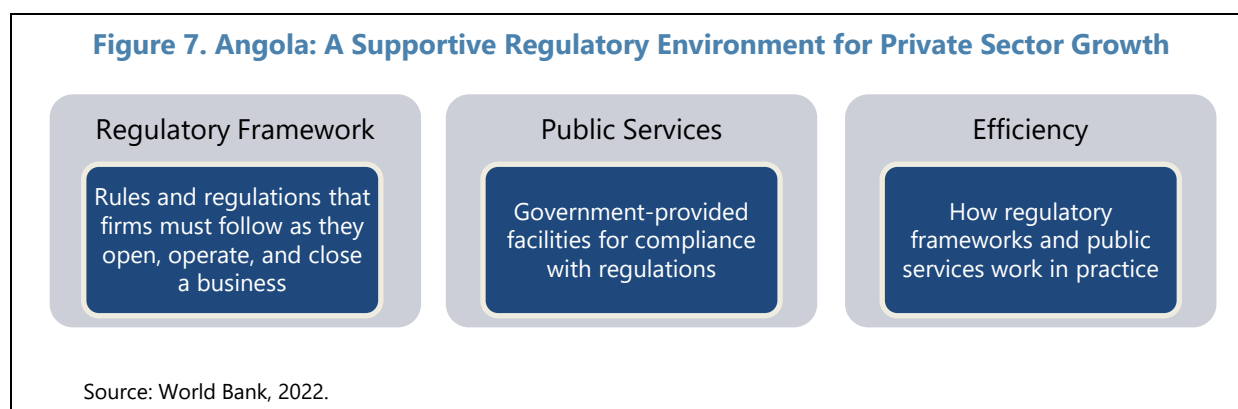 Figure 7. Angola: A Supportive Regulatory Environment for Private Sector Growth
Regulatory Framework
Rules and regulations that
firms must follow as they
open, operate, and close
a business
Public Services
Government-provided
facilities for compliance
with regulations
Efficiency
How regulatory
frameworks and public
services work in practice
Source: World Bank, 2022.